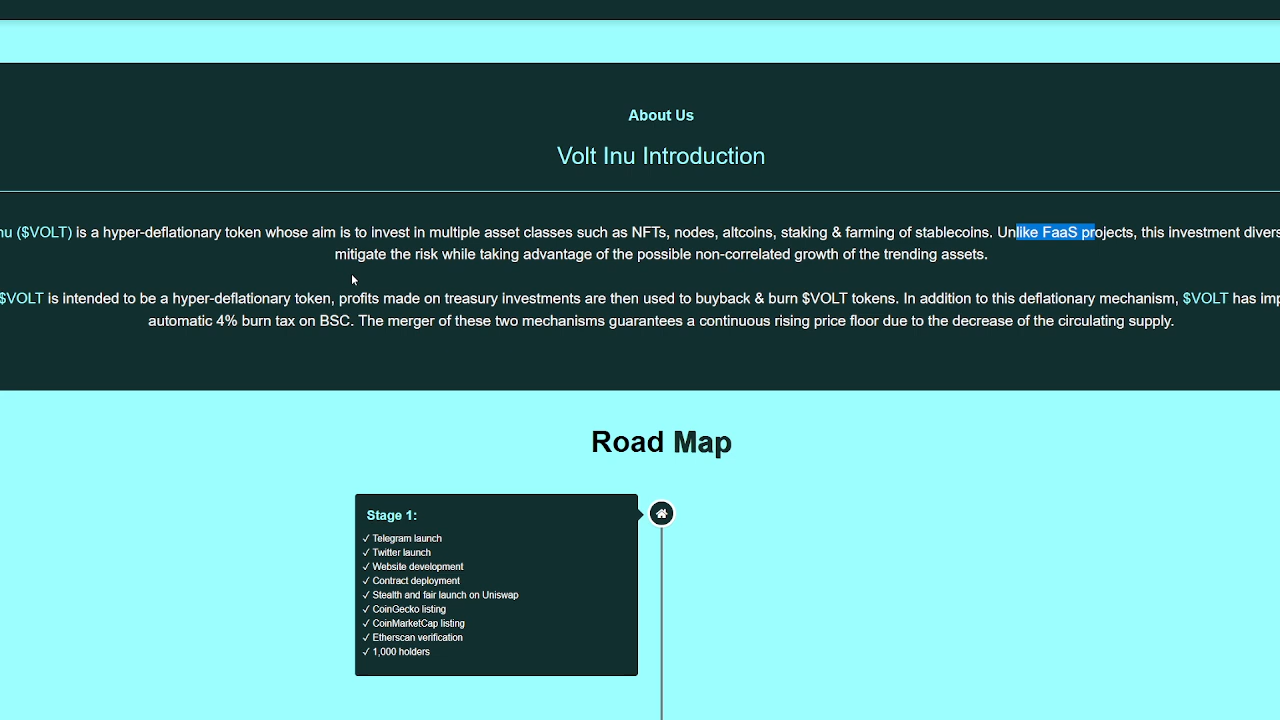 About Us
Volt Inu Introduction
($VOLT) is a hyper-deflationary token whose aim is to invest in multiple asset classes such as NFTs, nodes, altcoins, staking & farming of stablecoins. Unlike FaaS projects, this investment
mitigate the risk while taking advantage of the possible non-correlated growth of the trending assets.
$VOLT is intended to be a hyper-deflationary token, profits made on treasury investments are then used to buyback & burn $VOLT tokens. In addition to this deflationary mechanism, $VOLT has
automatic 4% burn tax on BSC. The merger of these two mechanisms guarantees a continuous rising price floor due to the decrease of the circulating supply.
Road Map
Stage 1:
✓ Telegram launch
✓ Twitter launch
✓ Website development
✓ Contract deployment
✓ Stealth and fair launch on Uniswap
✓ CoinGecko listing
✓ CoinMarketCap listing
✓ Etherscan verification
✓ 1,000 holders